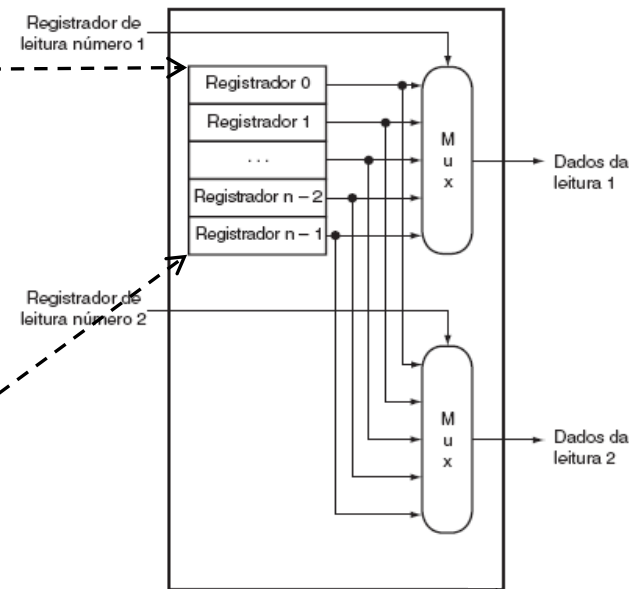 Registrador de
leitura número 1
Registrador 0
Registrador 1
. . .
Registrador n – 2
Registrador n – 1
M
u
x
Dados da
leitura 1
Registrador de
leitura número 2
M
u
x
Dados da
leitura 2